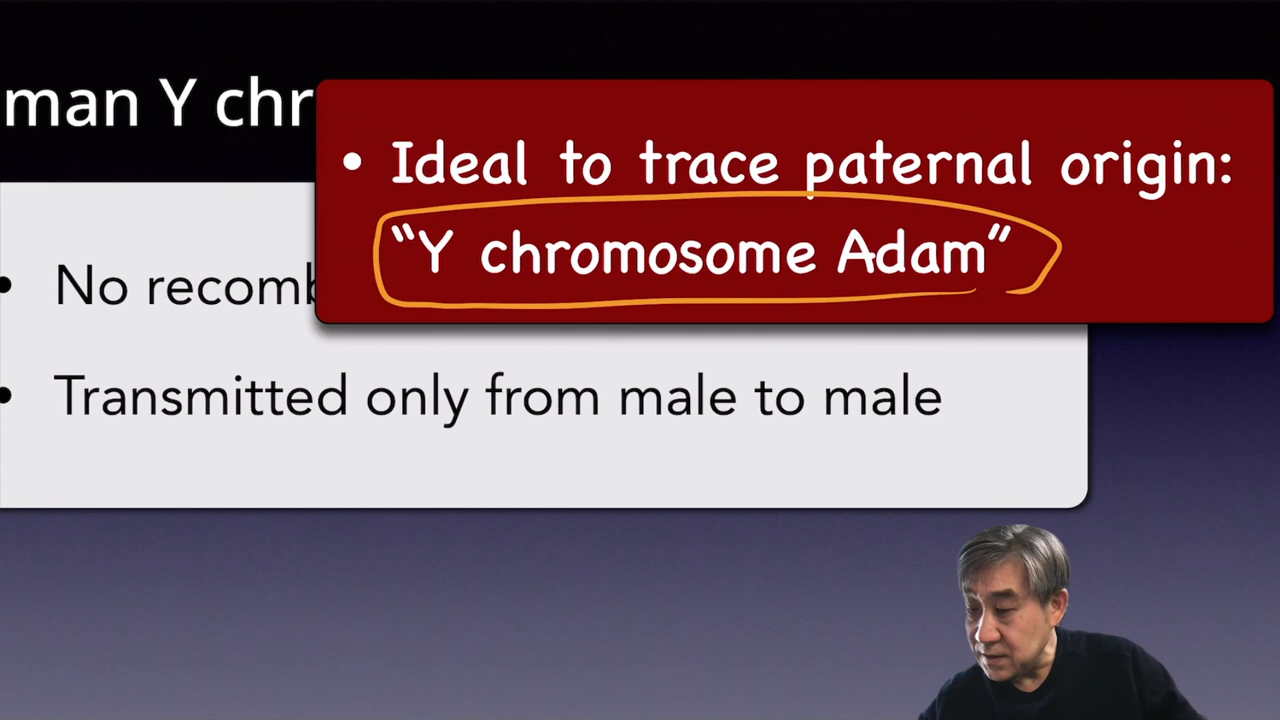 man Y chr
• Ideal to trace paternal origin:
“Y chromosome Adam”
• No recomb
• Transmitted only from male to male